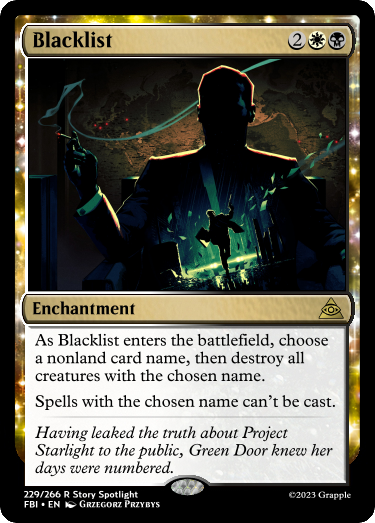 Blacklist 2
Enchantment
As Blacklist enters the battlefield, choose
a nonland card name, then destroy all
creatures with the chosen name.
Spells with the chosen name can't be cast.
Having leaked the truth about Project
Starlight to the public, Green Door knew her
days were numbered.
229/266 R Story Spotlight
FBI • EN Grzegorz Przybys ©2023 Grapple